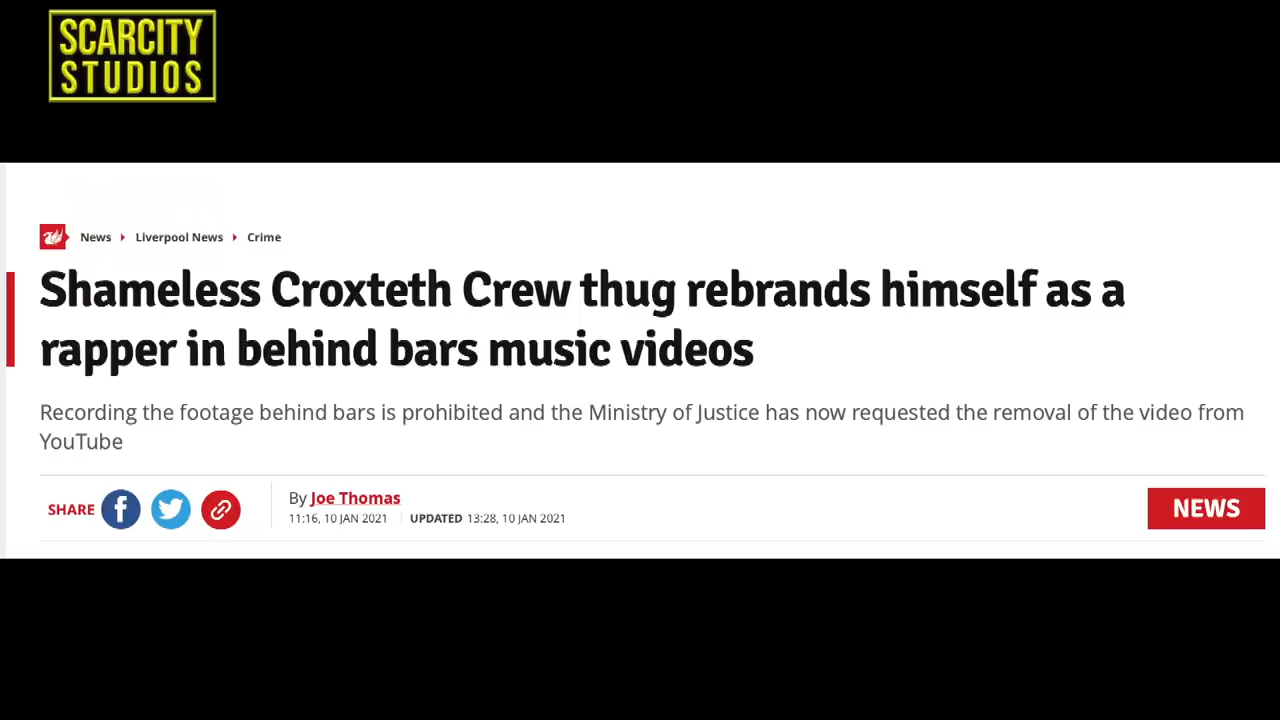 SCARCITY
STUDIOS
News Liverpool News Crime
Shameless Croxteth Crew thug rebrands himself as a
rapper in behind bars music videos
Recording the footage behind bars is prohibited and the Ministry of Justice has now requested the removal of the video from
YouTube
SHARE
By Joe Thomas
11:16, 10 JAN 2021 UPDATED 13:28, 10 JAN 2021
NEWS